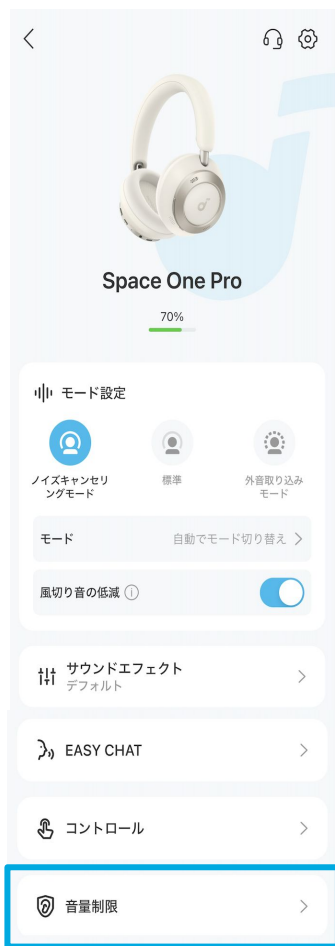 Space One Pro
70%
モード設定
ノイズキャンセリ
ングモード
標準
外音取り込み
モード
モード
自動でモード切り替え
風切り音の低減
サウンドエフェクト
デフォルト
EASY CHAT
コントロール
音量制限